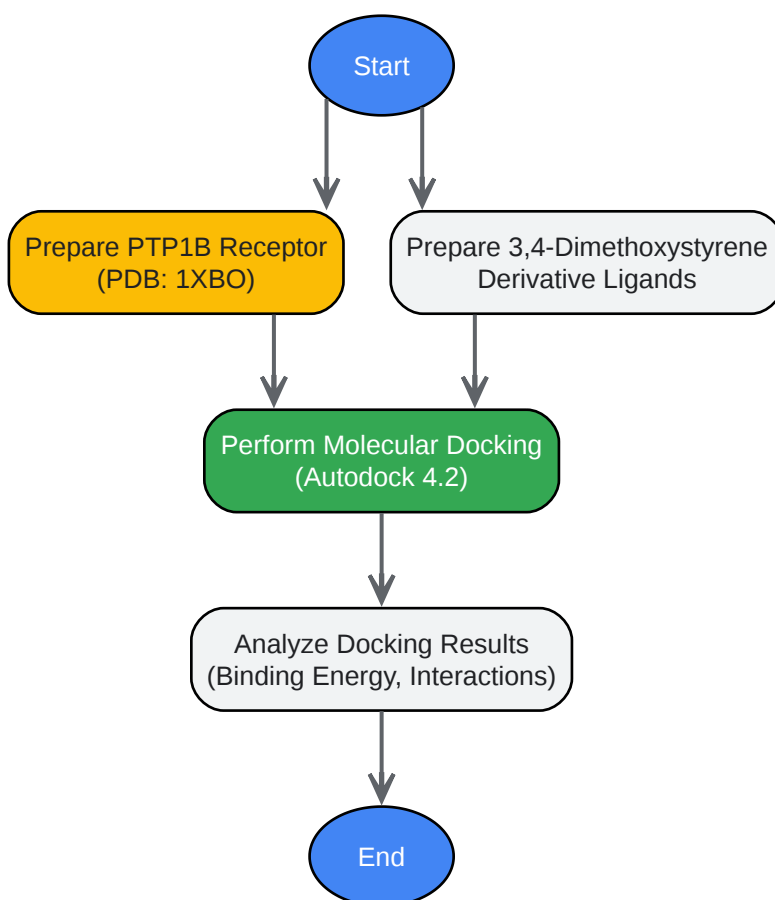 Start
Prepare PTP1B Receptor
(PDB: 1XBO)
Prepare 3,4-Dimethoxystyrene
Derivative Ligands
Perform Molecular Docking
(Autodock 4.2)
Analyze Docking Results
(Binding Energy, Interactions)
End